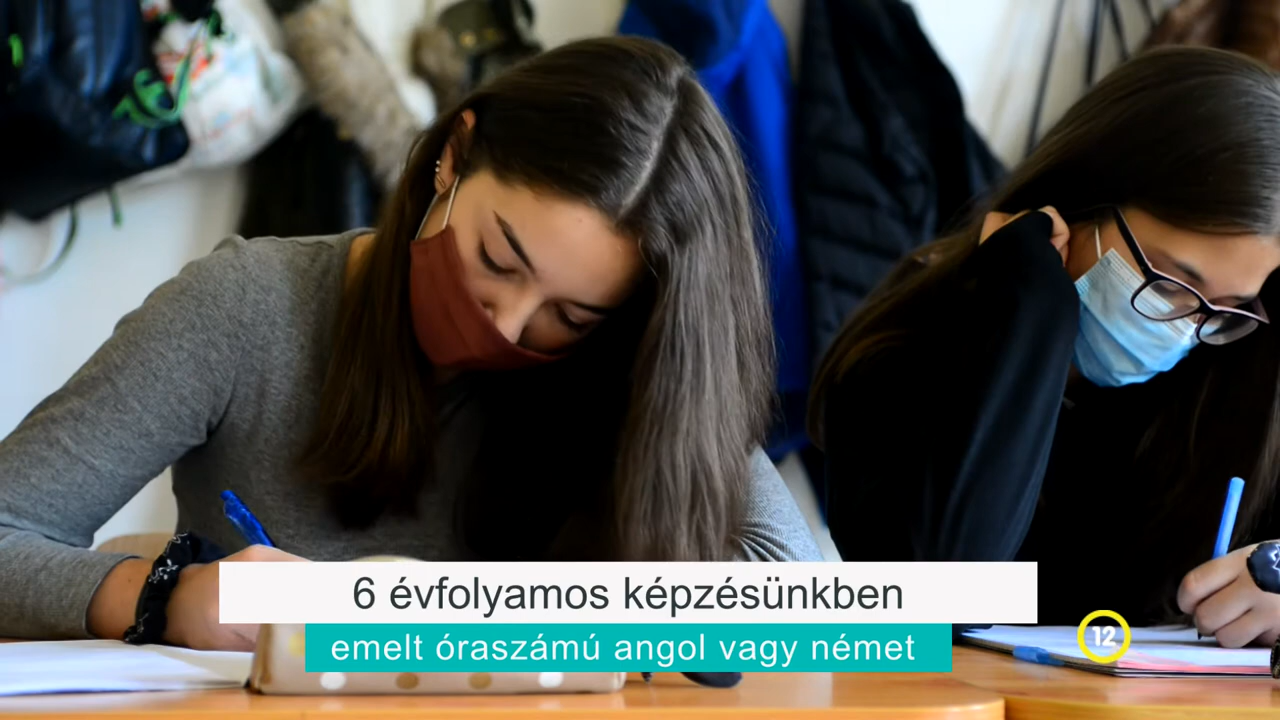 6 évfolyamos képzésünkben
emelt óraszámú angol vagy német
12